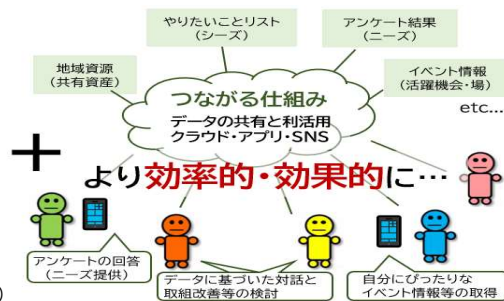 やりたいことリスト
(シーズ)
アンケート結果
(ニーズ)
地域資源
(共有資産)
イベント情報
(活躍機会・場)
etc...
つながる仕組み
データの共有と利活用
クラウド・アプリ・SNS
+
より効率的・効果的に…
アンケートの回答
(ニーズ提供)
データに基づいた対話と
取組改善等の検討
自分にぴったりな
イベント情報等の取得
)